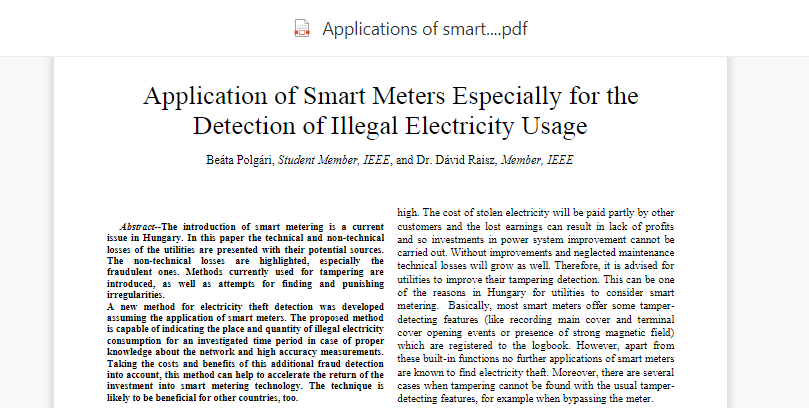 Applications of smart....pdf
Application of Smart Meters Especially for the
Detection of Illegal Electricity Usage
Beáta Polgári, Student Member, IEEE, and Dr. Dávid Raisz, Member, IEEE
Abstract--The introduction of smart metering is a current
issue in Hungary. In this paper the technical and non-technical
losses of the utilities are presented with their potential sources.
The non-technical losses are highlighted, especially the
fraudulent ones. Methods currently used for tampering are
introduced, as well as attempts for finding and punishing
irregularities.
A new method for electricity theft detection was developed
assuming the application of smart meters. The proposed method
is capable of indicating the place and quantity of illegal electricity
consumption for an investigated time period in case of proper
knowledge about the network and high accuracy measurements.
Taking the costs and benefits of this additional fraud detection
into account, this method can help to accelerate the return of the
investment into smart metering technology. The technique is
likely to be beneficial for other countries, too.
high. The cost of stolen electricity will be paid partly by other
customers and the lost earnings can result in lack of profits
and so investments in power system improvement cannot be
carried out. Without improvements and neglected maintenance
technical losses will grow as well. Therefore, it is advised for
utilities to improve their tampering detection. This can be one
of the reasons in Hungary for utilities to consider smart
metering. Basically, most smart meters offer some tamper-
detecting features (like recording main cover and terminal
cover opening events or presence of strong magnetic field)
which are registered to the logbook. However, apart from
these built-in functions no further applications of smart meters
are known to find electricity theft. Moreover, there are several
cases when tampering cannot be found with the usual tamper-
detecting features, for example when bypassing the meter.